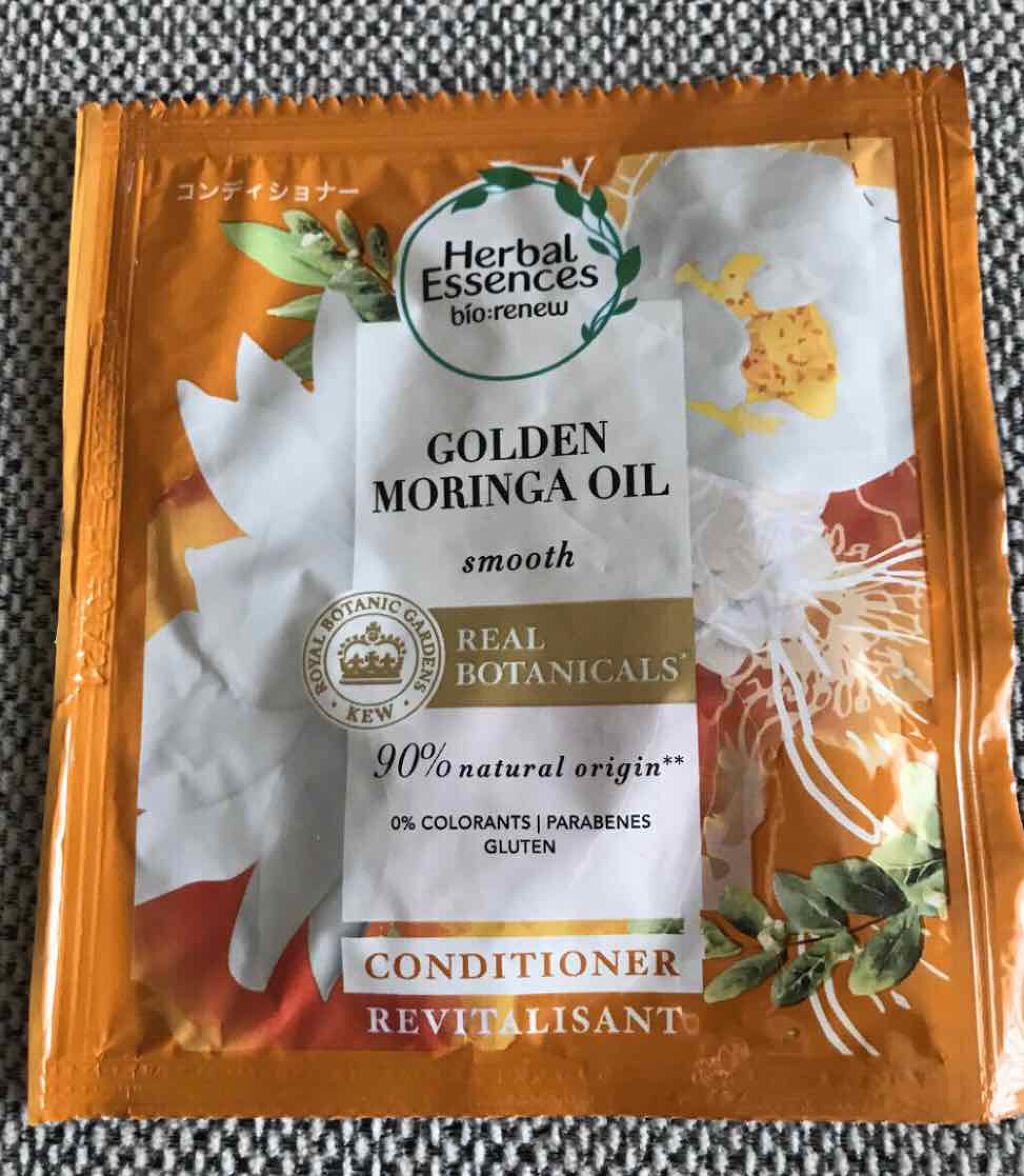 コンディショナー
Herbal
Essences
bío:renew
GOLDEN
MORINGA OIL
smooth
ROYAL BOTANIC GARDENS
· KEW ·
REAL
BOTANICALS*
90% natural origin**
0% COLORANTS | PARABENES
GLUTEN
CONDITIONER
REVITALISANT